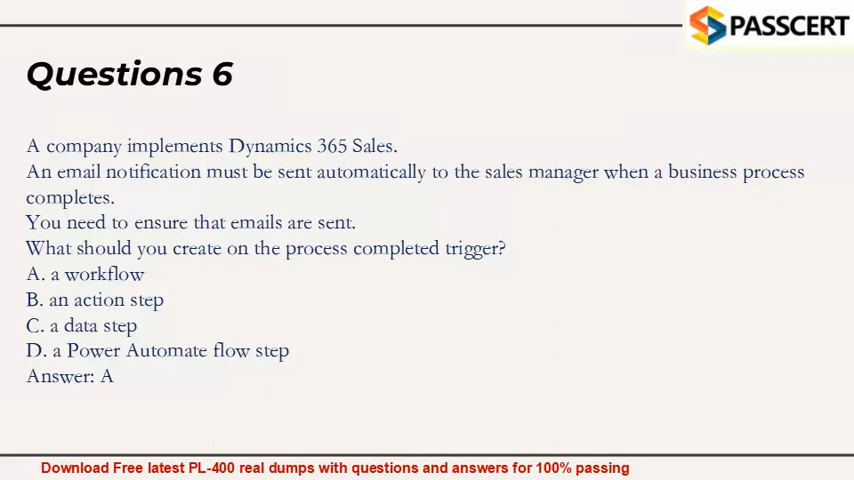 PASSCERT
Questions 6
A company implements Dynamics 365 Sales.
An email notification must be sent automatically to the sales manager when a business process
completes.
You need to ensure that emails are sent.
What should you create on the process completed trigger?
A. a workflow
B. an action step
C. a data step
D. a Power Automate flow step
Answer: A
Download Free latest PL-400 real dumps with questions and answers for 100% passing